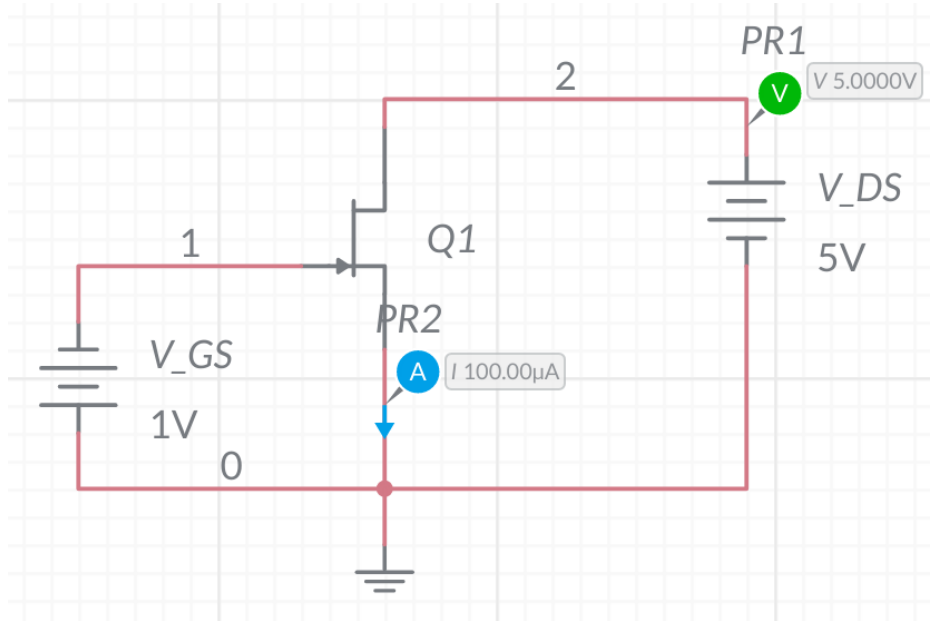 PR1
V
V 5.0000V
2
V_DS
5V
Q1
1
PR2
A
I 100.00µA
V_GS
1V
0